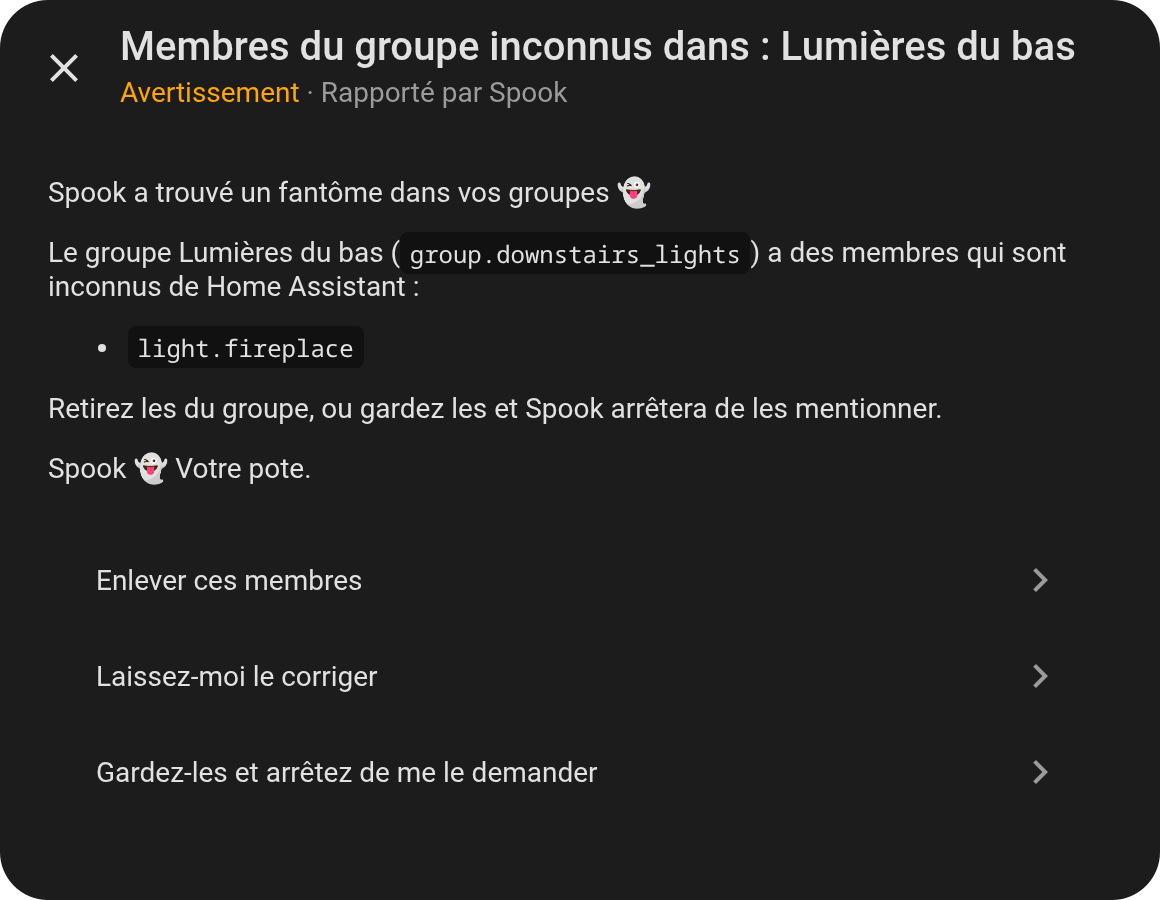 Membres du groupe inconnus dans : Lumières du bas
Avertissement · Rapporté par Spook
Spook a trouvé un fantôme dans vos groupes 👻
Le groupe Lumières du bas (group.downstairs_lights) a des membres qui sont
inconnus de Home Assistant :
• light.fireplace
Retirez les du groupe, ou gardez les et Spook arrêtera de les mentionner.
Spook 👻 Votre pote.
Enlever ces membres
Laissez-moi le corriger
Gardez-les et arrêtez de me le demander